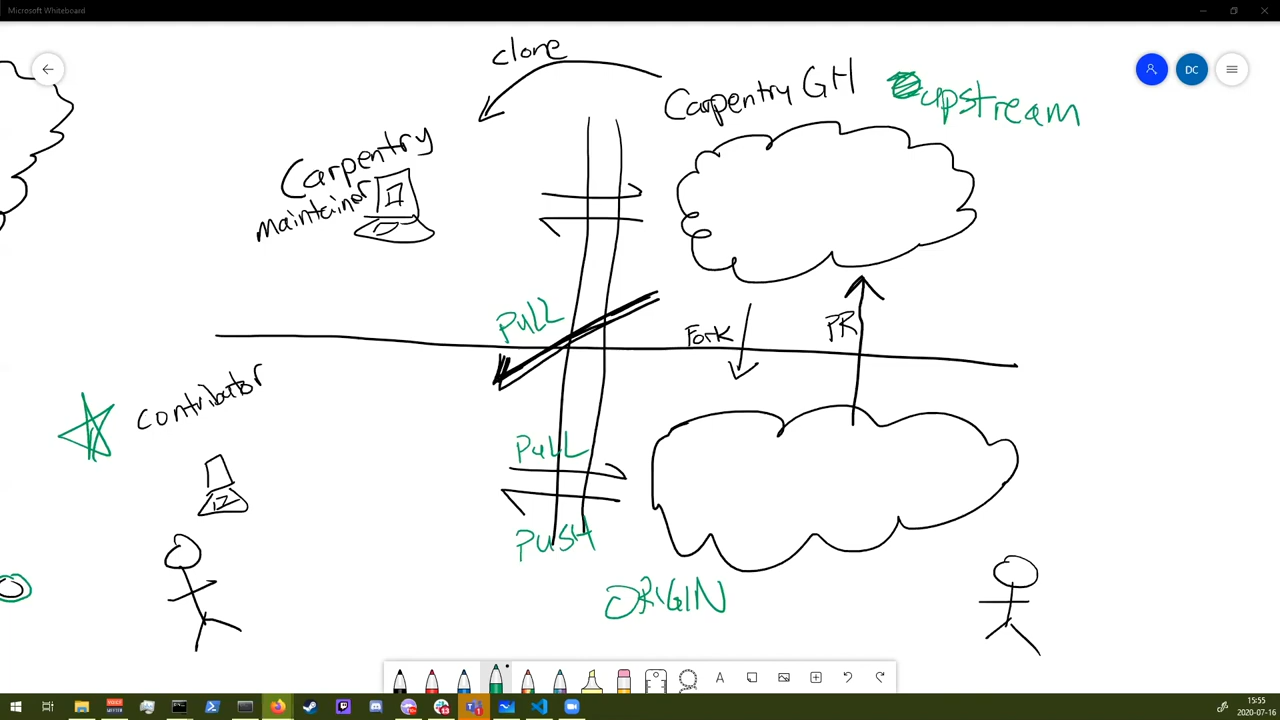 Microsoft Whiteboard
clone
Carpentry GH
upstream
DC
Carpentry
maintainor
PULL
Fork
PR
contributor
PULL
PUSH
ORIGIN
A
15:55
2020-07-16